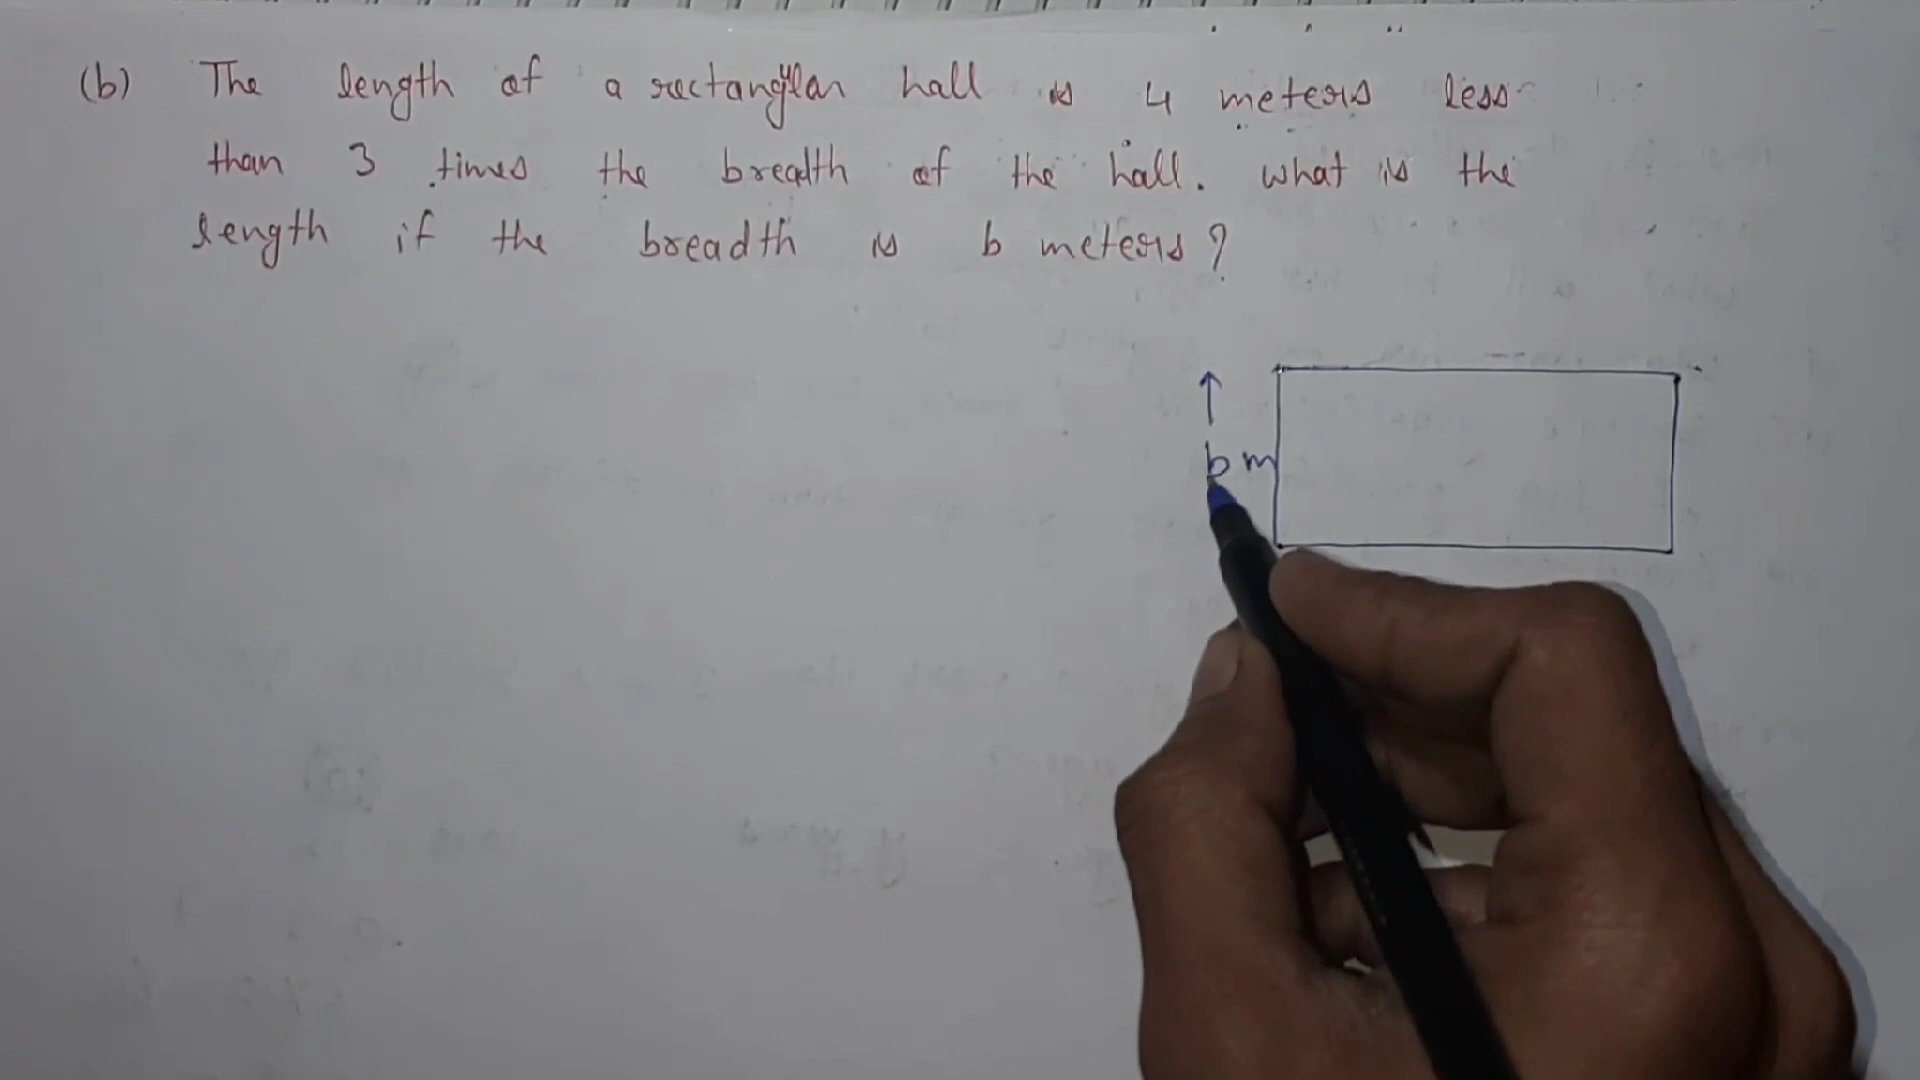 (b) The length of a rectangular hall is 4 meters less
than 3 times the breadth of the hall. what is the
length if the breadth is b meters ?
b m